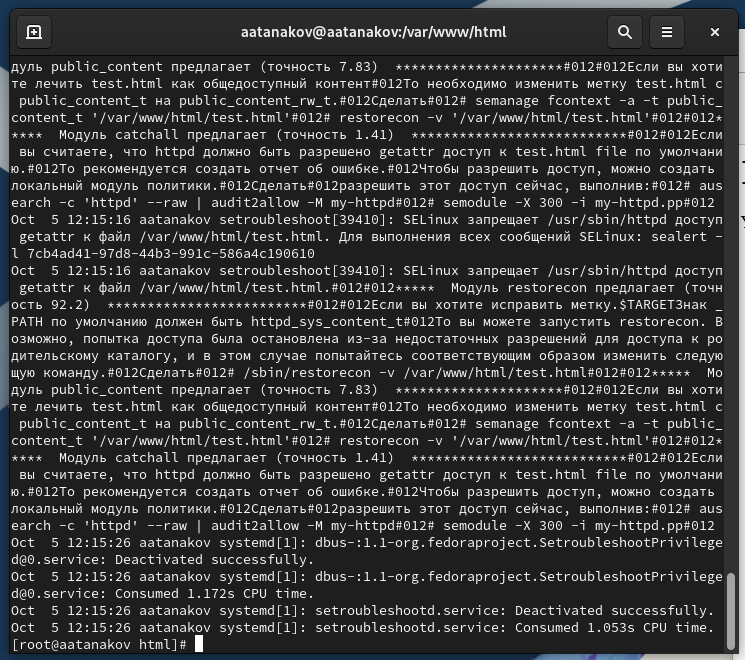 aatanakov@aatanakov:/var/www/html
дуль public_content предлагает (точность 7.83)  *********************#012#012Если вы хоти
те лечить test.html как общедоступный контент#012То необходимо изменить метку test.html с
 public_content_t на public_content_rw_t.#012Сделать#012# semanage fcontext -a -t public_
content_t '/var/www/html/test.html'#012# restorecon -v '/var/www/html/test.html'#012#012*
****  Модуль catchall предлагает (точность 1.41)  **************************#012#012Если
 вы считаете, что httpd должно быть разрешено getattr доступ к test.html file по умолчани
ю.#012То рекомендуется создать отчет об ошибке.#012Чтобы разрешить доступ, можно создать
локальный модуль политики.#012Сделать#012разрешить этот доступ сейчас, выполнив:#012# aus
earch -c 'httpd' --raw | audit2allow -M my-httpd#012# semodule -X 300 -i my-httpd.pp#012
Oct  5 12:15:16 aatanakov setroubleshoot[39410]: SELinux запрещает /usr/sbin/httpd доступ
 getattr к файл /var/www/html/test.html. Для выполнения всех сообщений SELinux: sealert -
l 7cb4ad41-97d8-44b3-991c-586a4c190610
Oct  5 12:15:16 aatanakov setroubleshoot[39410]: SELinux запрещает /usr/sbin/httpd доступ
 getattr к файл /var/www/html/test.html.#012#012*****  Модуль restorecon предлагает (точн
ость 92.2)  ************************#012#012Если вы хотите исправить метку.$TARGETЗнак _
PATH по умолчанию должен быть httpd_sys_content_t#012То вы можете запустить restorecon. В
озможно, попытка доступа была остановлена из-за недостаточных разрешений для доступа к ро
дительскому каталогу, и в этом случае попытайтесь соответствующим образом изменить следую
щую команду.#012Сделать#012# /sbin/restorecon -v /var/www/html/test.html#012#012*****  Мо
дуль public_content предлагает (точность 7.83)  *********************#012#012Если вы хоти
те лечить test.html как общедоступный контент#012То необходимо изменить метку test.html с
 public_content_t на public_content_rw_t.#012Сделать#012# semanage fcontext -a -t public_
content_t '/var/www/html/test.html'#012# restorecon -v '/var/www/html/test.html'#012#012*
****  Модуль catchall предлагает (точность 1.41)  **************************#012#012Если
 вы считаете, что httpd должно быть разрешено getattr доступ к test.html file по умолчани
ю.#012То рекомендуется создать отчет об ошибке.#012Чтобы разрешить доступ, можно создать
локальный модуль политики.#012Сделать#012разрешить этот доступ сейчас, выполнив:#012# aus
earch -c 'httpd' --raw | audit2allow -M my-httpd#012# semodule -X 300 -i my-httpd.pp#012
Oct  5 12:15:26 aatanakov systemd[1]: dbus-:1.1-org.fedoraproject.SetroubleshootPrivilege
d@0.service: Deactivated successfully.
Oct  5 12:15:26 aatanakov systemd[1]: dbus-:1.1-org.fedoraproject.SetroubleshootPrivilege
d@0.service: Consumed 1.172s CPU time.
Oct  5 12:15:26 aatanakov systemd[1]: setroubleshootd.service: Deactivated successfully.
Oct  5 12:15:26 aatanakov systemd[1]: setroubleshootd.service: Consumed 1.053s CPU time.
[root@aatanakov html]#